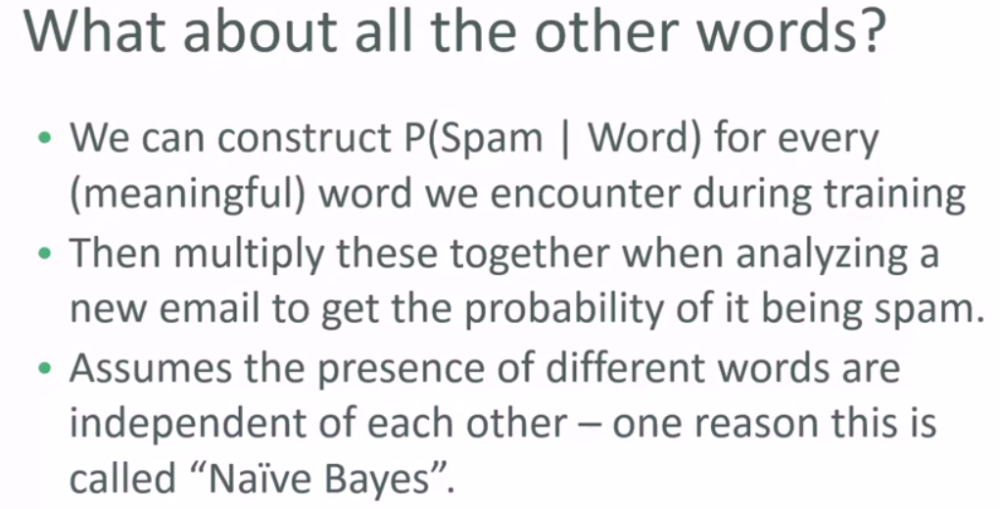 What about all the other words?
• We can construct P(Spam | Word) for every
(meaningful) word we encounter during training
• Then multiply these together when analyzing a
new email to get the probability of it being spam.
• Assumes the presence of different words are
independent of each other – one reason this is
called “Naïve Bayes”.